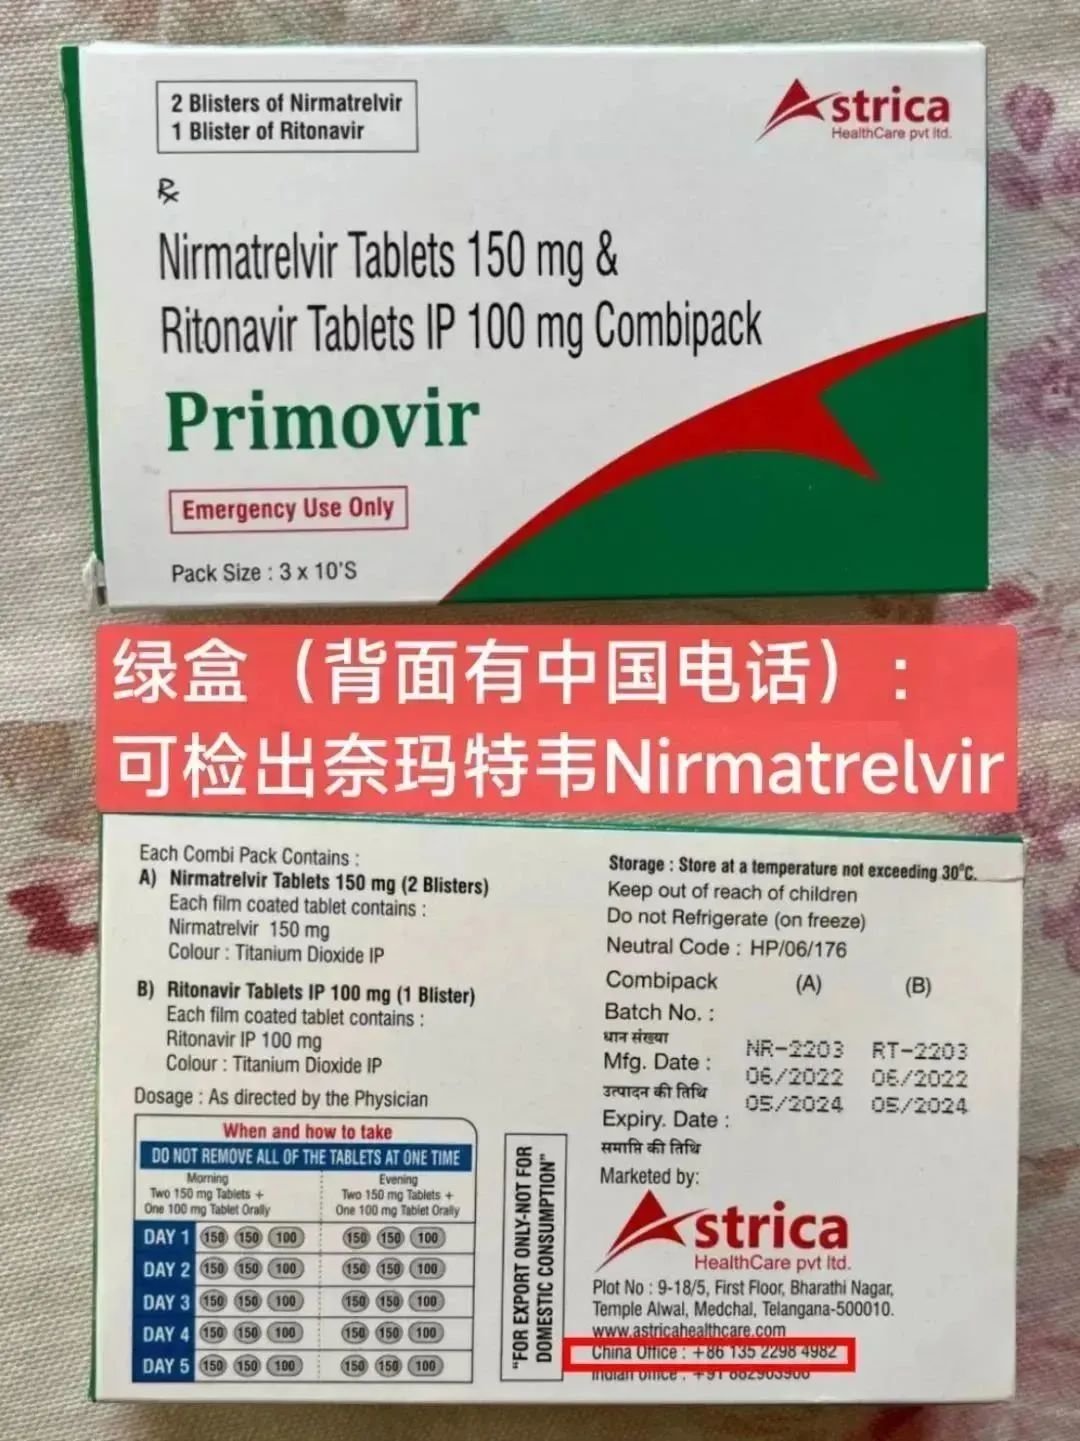 2 Blisters of Nirmatrelvir
1 Blister of Ritonavir
Astrica
HealthCare pvt ltd.
Rx
Nirmatrelvir Tablets 150 mg &
Ritonavir Tablets IP 100 mg Combipack
Primovir
Emergency Use Only
Pack Size : 3 x 10'S
绿盒（背面有中国电话）：
可检出奈玛特韦Nirmatrelvir
Each Combi Pack Contains :
A) Nirmatrelvir Tablets 150 mg (2 Blisters)
Each film coated tablet contains :
Nirmatrelvir 150 mg
Colour : Titanium Dioxide IP
B) Ritonavir Tablets IP 100 mg (1 Blister)
Each film coated tablet contains :
Ritonavir IP 100 mg
Colour : Titanium Dioxide IP
Dosage : As directed by the Physician
When and how to take
DO NOT REMOVE ALL OF THE TABLETS AT ONE TIME
Morning
Two 150 mg Tablets +
One 100 mg Tablet Orally
Evening
Two 150 mg Tablets +
One 100 mg Tablet Orally
DAY 1 150 150 100 150 150 100
DAY 2 150 150 100 150 150 100
DAY 3 150 150 100 150 150 100
DAY 4 150 150 100 150 150 100
DAY 5 150 150 100 150 150 100
"FOR EXPORT ONLY-NOT FOR
DOMESTIC CONSUMPTION"
Storage : Store at a temperature not exceeding 30°C.
Keep out of reach of children
Do not Refrigerate (on freeze)
Neutral Code : HP/06/176
Combipack (A) (B)
Batch No. :
धान संख्या
NR-2203 RT-2203
Mfg. Date : 06/2022 06/2022
उत्पादन की तिथि
05/2024 05/2024
Expiry. Date :
समाप्ति की तिथि
Marketed by:
Astrica
HealthCare pvt ltd.
Plot No : 9-18/5, First Floor, Bharathi Nagar,
Temple Alwal, Medchal, Telangana-500010.
www.astricahealthcare.com
China Office : +86 135 2298 4982
Indian Office : +91